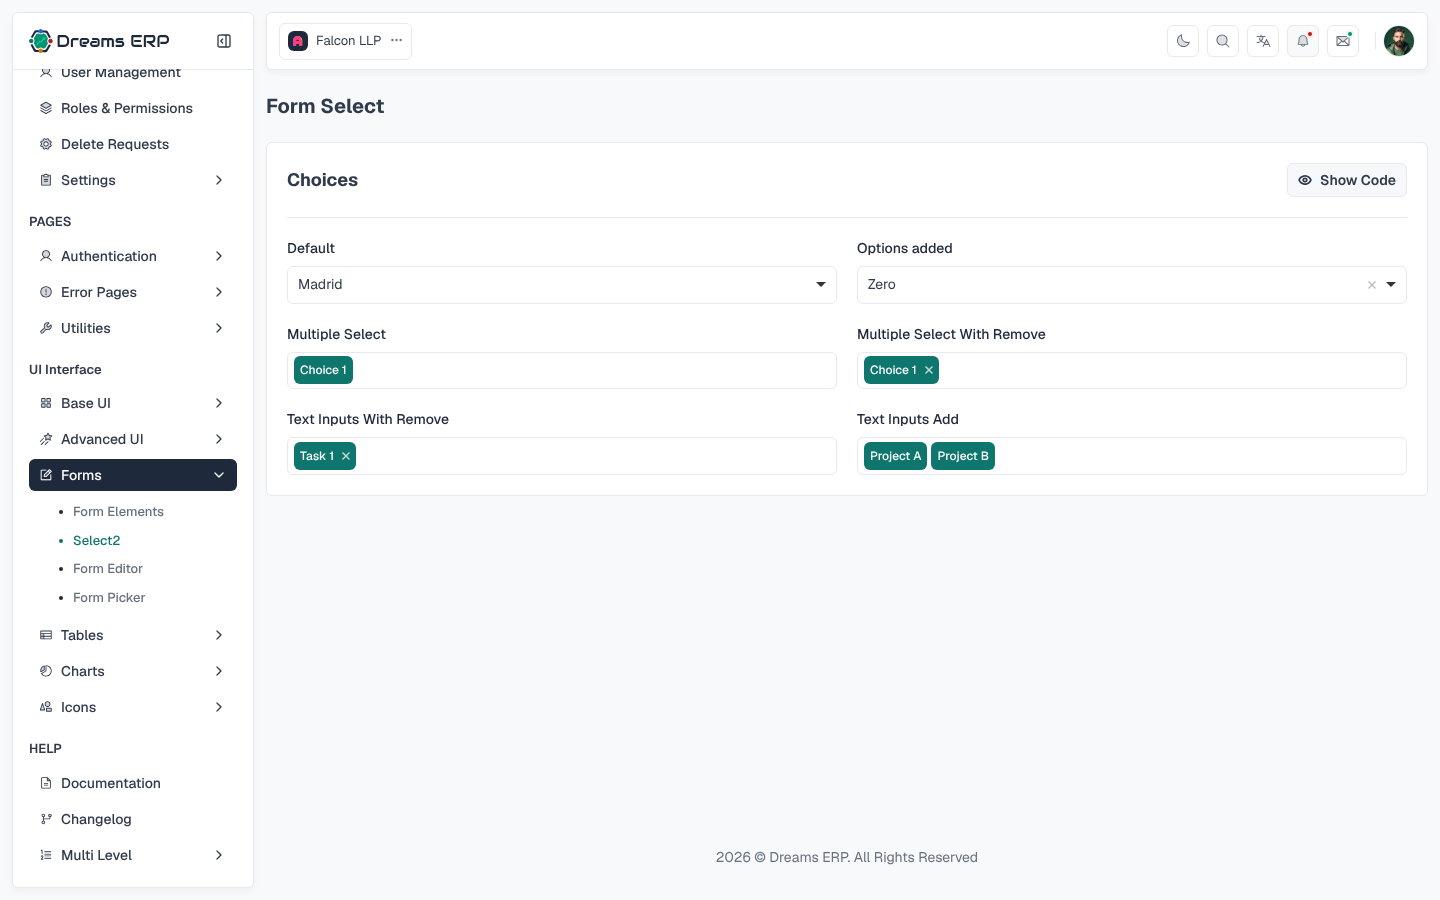 Dreams ERP
User Management
Roles & Permissions
Delete Requests
Settings
PAGES
Authentication
Error Pages
Utilities
UI Interface
Base UI
Advanced UI
Forms
Form Elements
Select2
Form Editor
Form Picker
Tables
Charts
Icons
HELP
Documentation
Changelog
Multi Level
Falcon LLP
Form Select
Choices
Show Code
Default
Options added
Madrid
Zero
Multiple Select
Multiple Select With Remove
Choice 1
Choice 1
Text Inputs With Remove
Text Inputs Add
Task 1
Project A Project B
2026 © Dreams ERP. All Rights Reserved